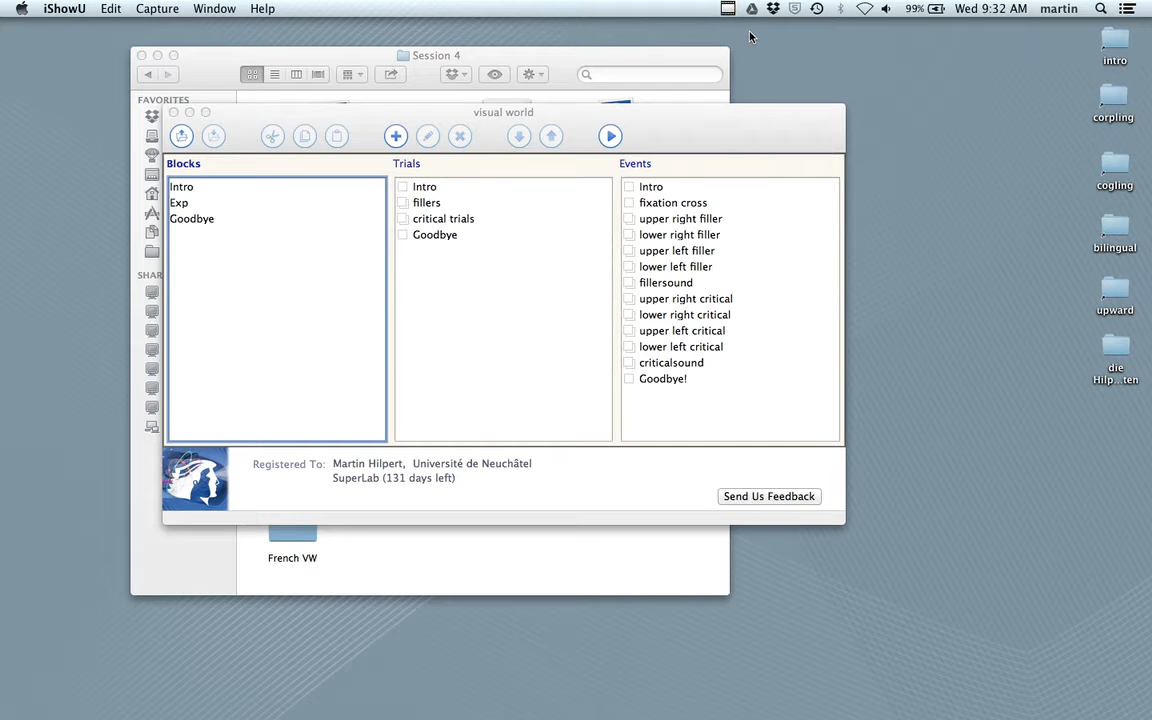 iShowU Edit Capture Window Help 99% Wed 9:32 AM martin
Session 4
FAVORITES
SHAR
visual world
Blocks
Intro
Exp
Goodbye
Trials
Intro
fillers
critical trials
Goodbye
Events
Intro
fixation cross
upper right filler
lower right filler
upper left filler
lower left filler
fillersound
upper right critical
lower right critical
upper left critical
lower left critical
criticalsound
Goodbye!
Registered To: Martin Hilpert, Université de Neuchâtel
SuperLab (131 days left)
Send Us Feedback
French VW
intro
corpling
cogling
bilingual
upward
die
Hilp...ten